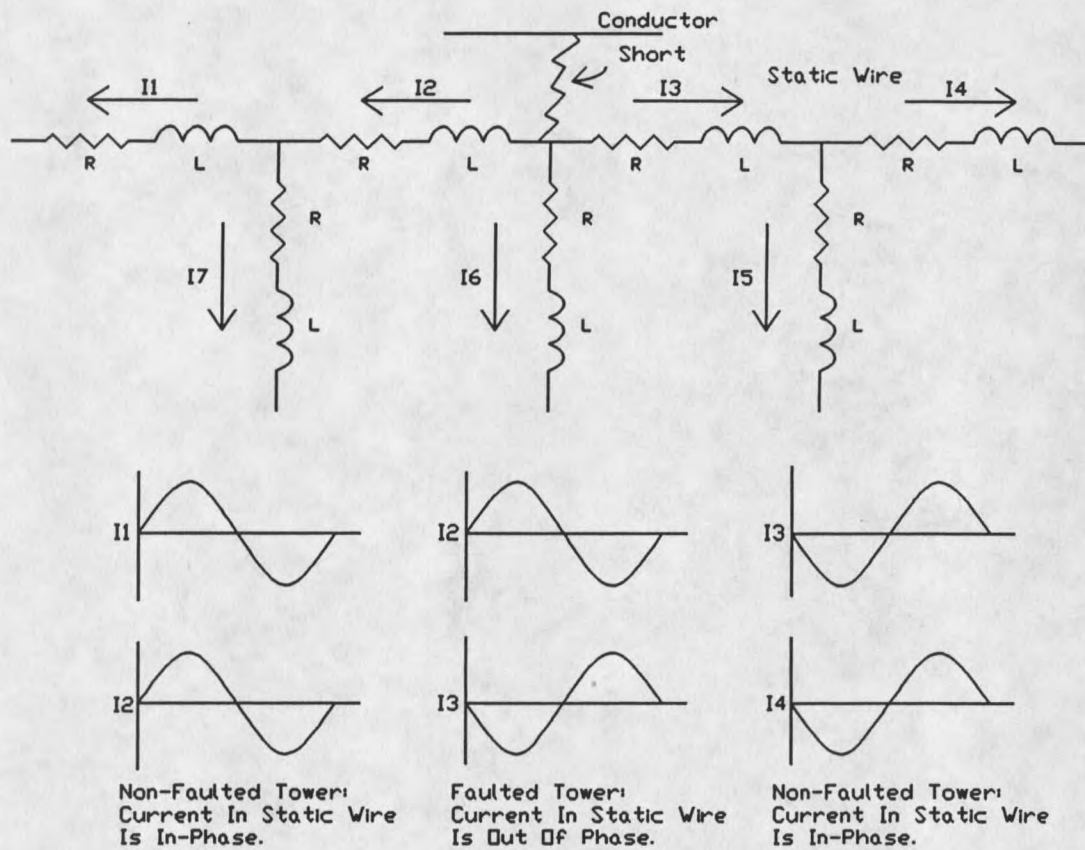 Conductor
Short
Static Wire
I1
I2
I3
I4
R
L
R
L
R
L
R
L
R
R
R
I7
I6
I5
L
L
L
I1
I2
I3
I2
I3
I4
Non-Faulted Tower:
Current In Static Wire
Is In-Phase.
Faulted Tower:
Current In Static Wire
Is Out Of Phase.
Non-Faulted Tower:
Current In Static Wire
Is In-Phase.